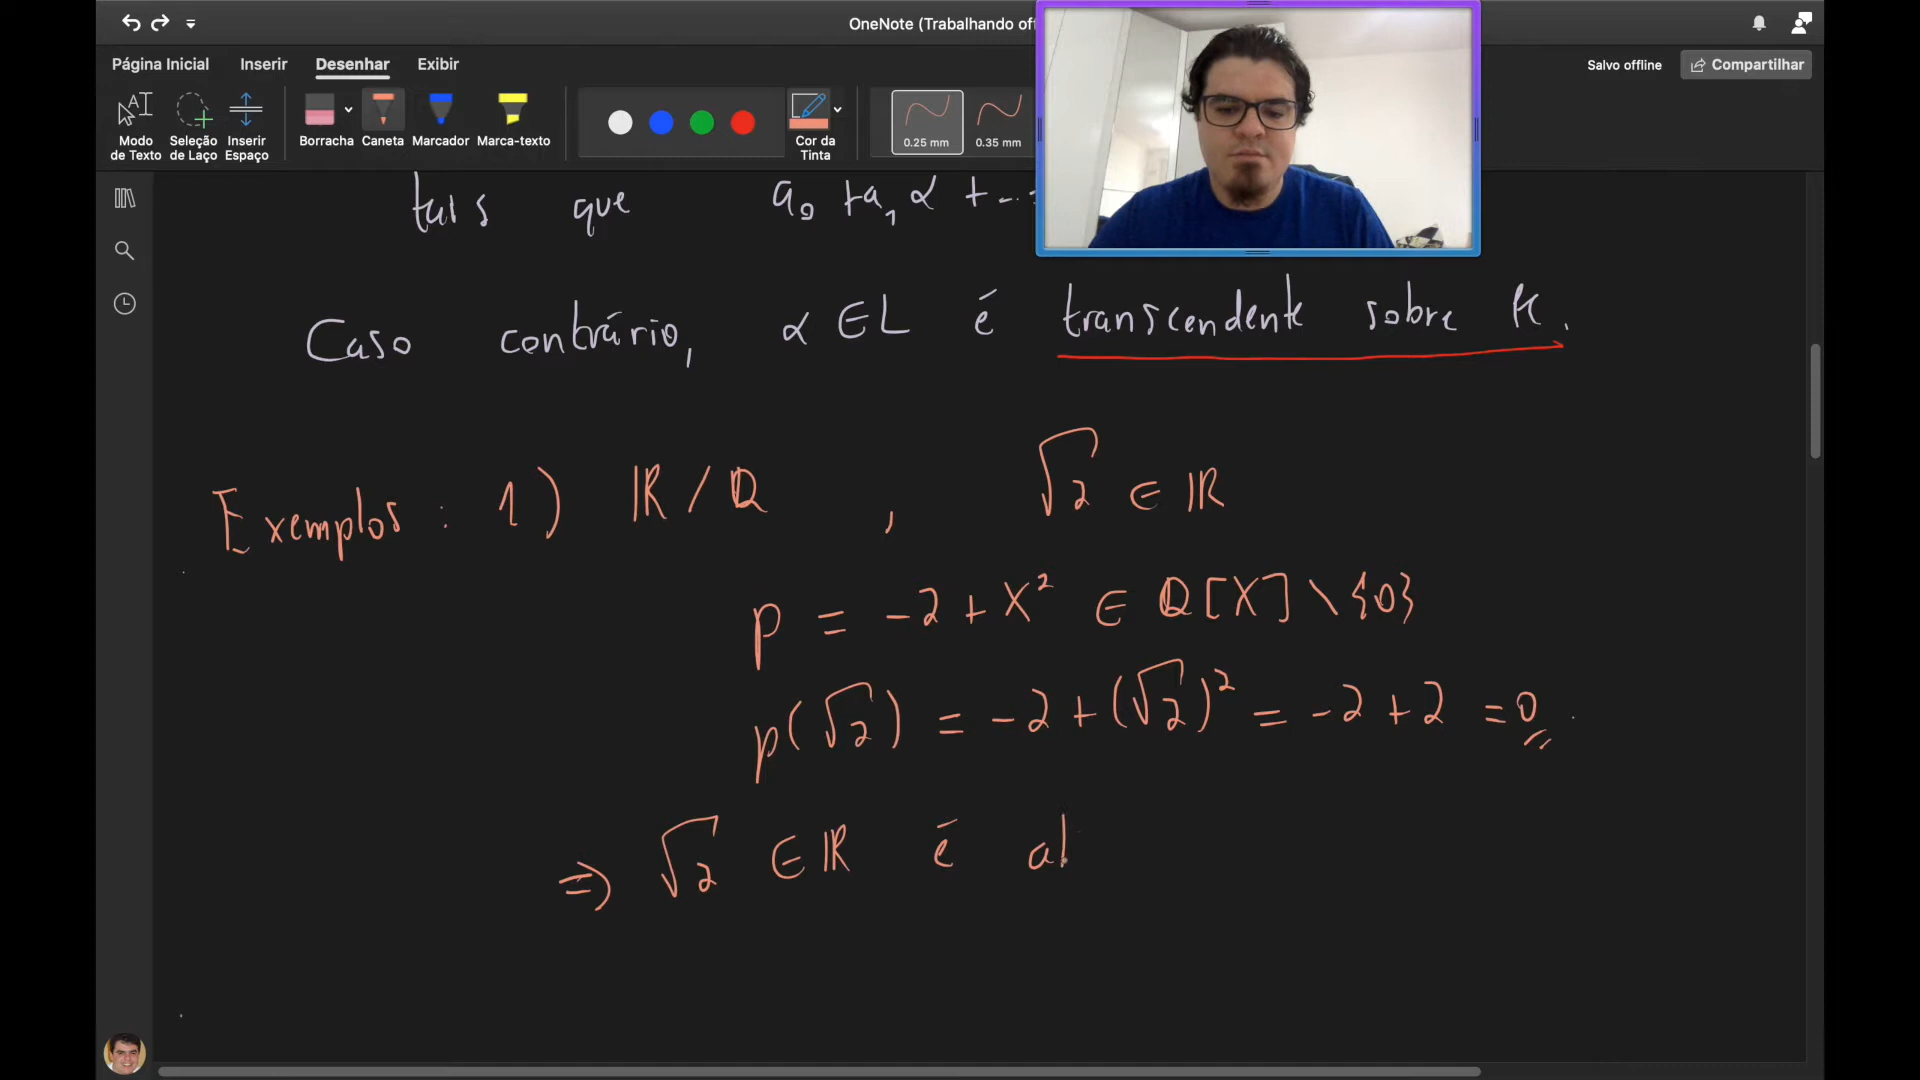 OneNote (Trabalhando of
Página Inicial Inserir Desenhar Exibir
Salvo offline Compartilhar
Modo de Texto Seleção de Laço Inserir Espaço Borracha Caneta Marcador Marca-texto Cor da Tinta 0.25 mm 0.35 mm
tais que a₀ + a₁ α + ...
Caso contrário, α ∈ L é transcendente sobre K.
Exemplos: 1) ℝ/ℚ , √2 ∈ ℝ
p = -2 + X² ∈ ℚ[X] \ {0}
p(√2) = -2 + (√2)² = -2 + 2 = 0
⇒ √2 ∈ ℝ é al